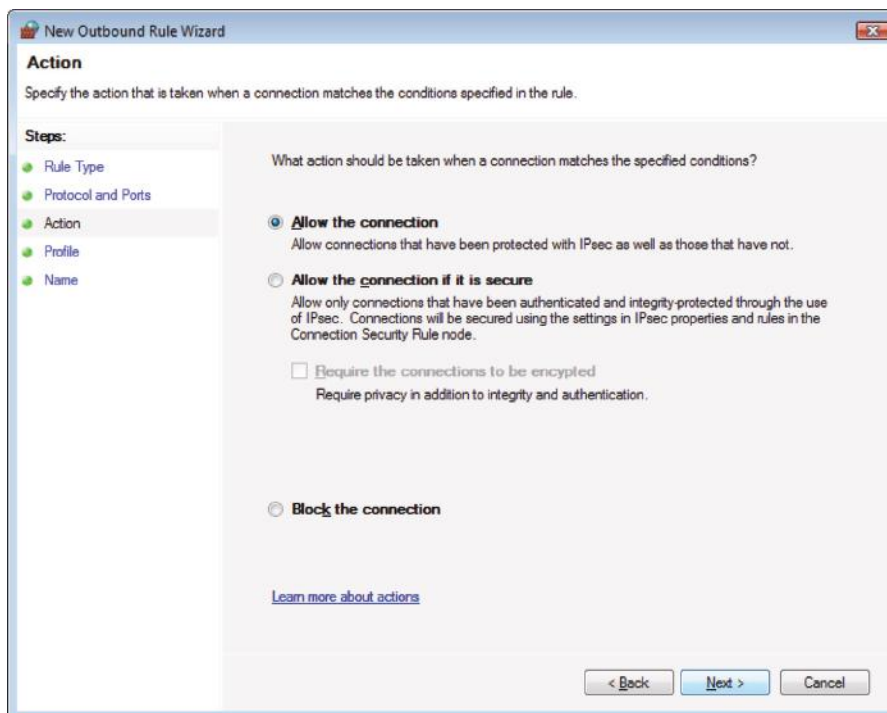 New Outbound Rule Wizard
Action
Specify the action that is taken when a connection matches the conditions specified in the rule.
Steps:
Rule Type
Protocol and Ports
Action
Profile
Name
What action should be taken when a connection matches the specified conditions?
Allow the connection
Allow connections that have been protected with IPsec as well as those that have not.
Allow the connection if it is secure
Allow only connections that have been authenticated and integrity-protected through the use
of IPsec. Connections will be secured using the settings in IPsec properties and rules in the
Connection Security Rule node.
Require the connections to be encrypted
Require privacy in addition to integrity and authentication.
Block the connection
Learn more about actions
< Back
Next >
Cancel